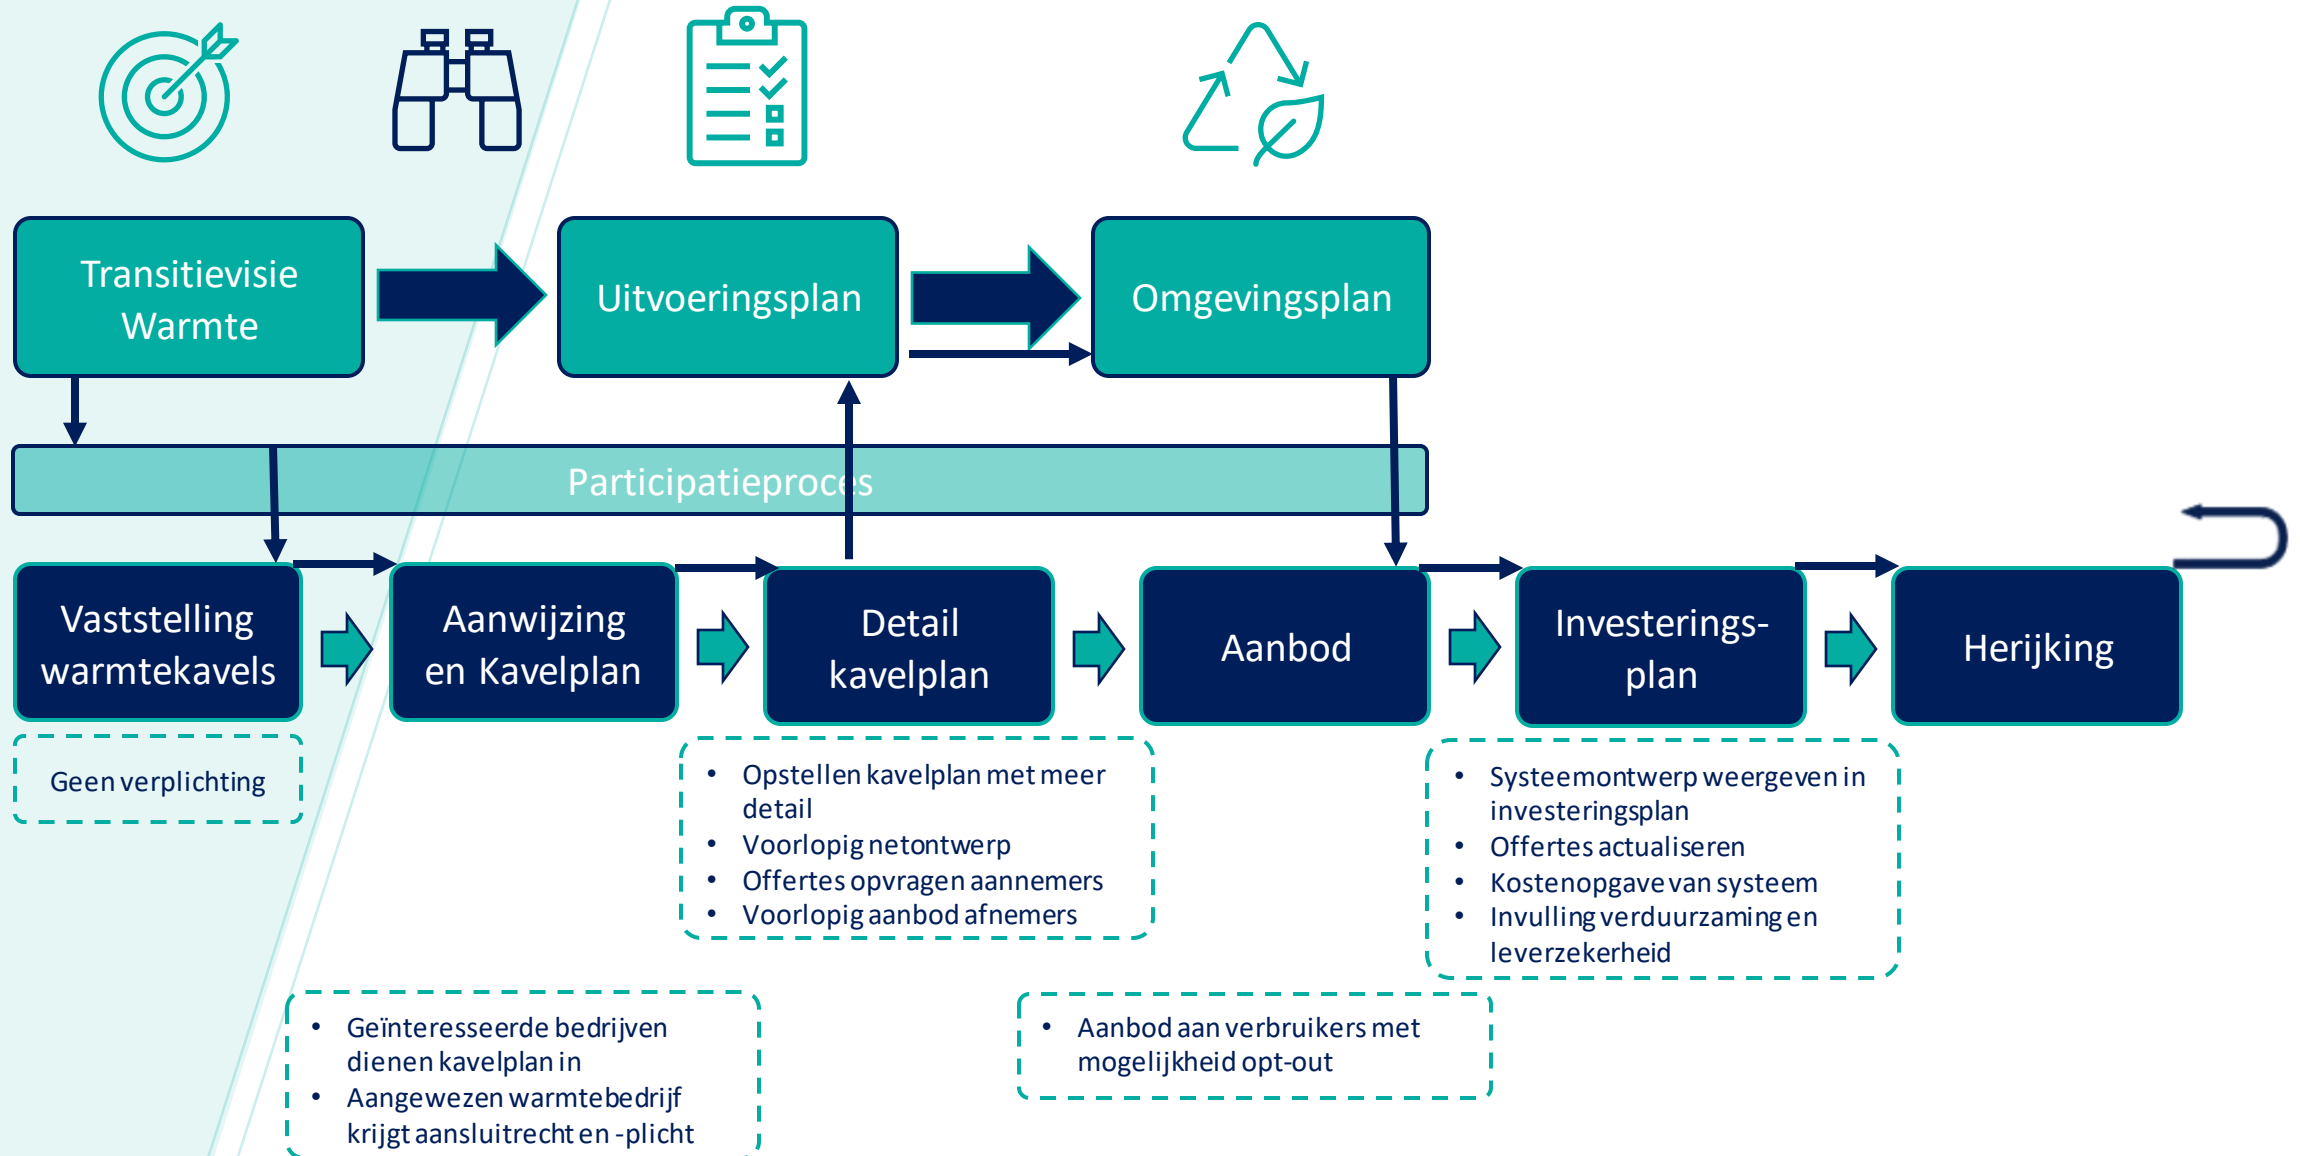 Transitievisie
Warmte
Uitvoeringsplan
Omgevingsplan
Participatieproces
Vaststelling
warmtekavels
Aanwijzing
en Kavelplan
Detail
kavelplan
Aanbod
Investerings-
plan
Herijking
Geen verplichting
• Opstellen kavelplan met meer
detail
• Voorlopig netontwerp
• Offertes opvragen aannemers
• Voorlopig aanbod afnemers
• Systeemontwerp weergeven in
investeringsplan
• Offertes actualiseren
• Kostenopgave van systeem
• Invulling verduurzaming en
leverzekerheid
• Geïnteresseerde bedrijven
dienen kavelplan in
• Aangewezen warmtebedrijf
krijgt aansluitrecht en -plicht
• Aanbod aan verbruikers met
mogelijkheid opt-out